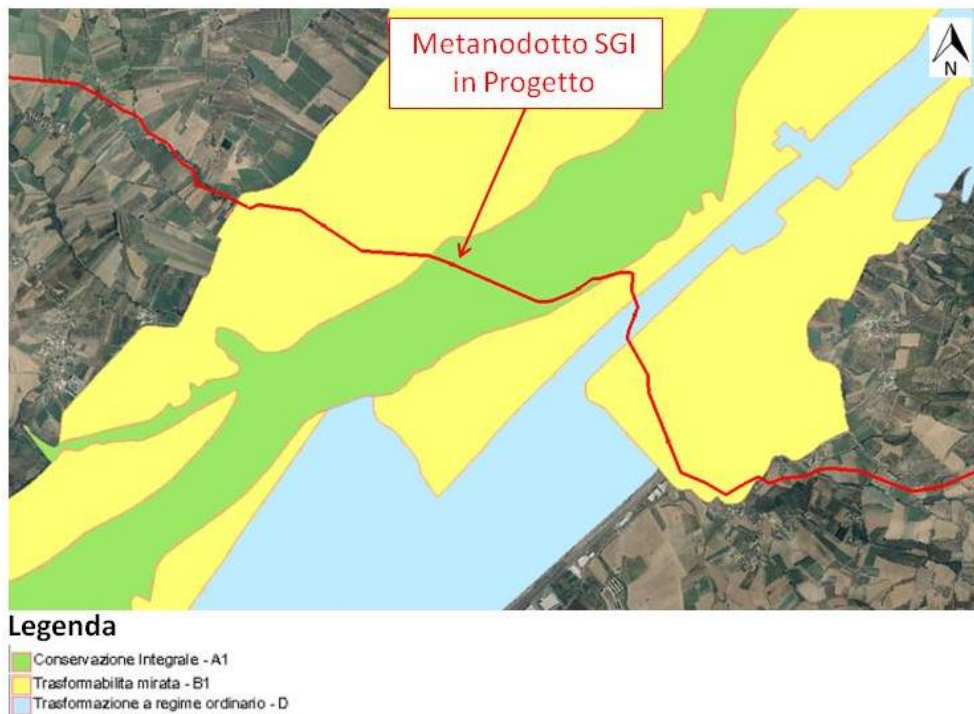 Metanodotto SGI
in Progetto
N
Legenda
Conservazione Integrale - A1
Trasformabilita mirata - B1
Trasformazione a regime ordinario - D